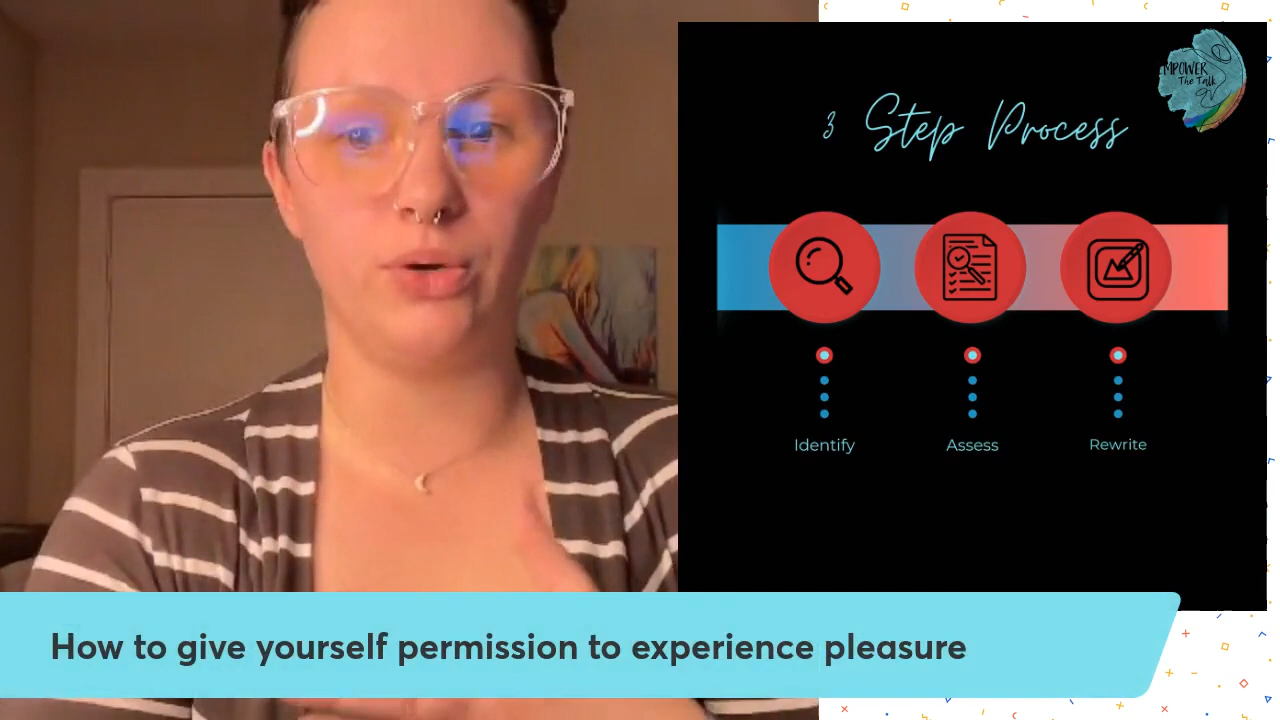 MPOWER
The Talk
3 Step Process
Identify
Assess
Rewrite
How to give yourself permission to experience pleasure